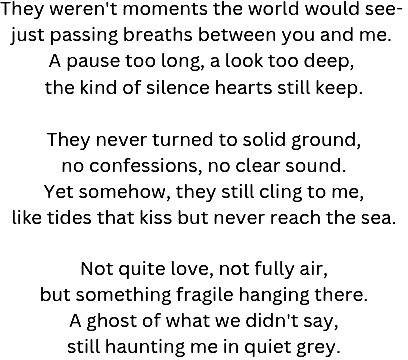 They weren't moments the world would see-
just passing breaths between you and me.
A pause too long, a look too deep,
the kind of silence hearts still keep.

They never turned to solid ground,
no confessions, no clear sound.
Yet somehow, they still cling to me,
like tides that kiss but never reach the sea.

Not quite love, not fully air,
but something fragile hanging there.
A ghost of what we didn't say,
still haunting me in quiet grey.